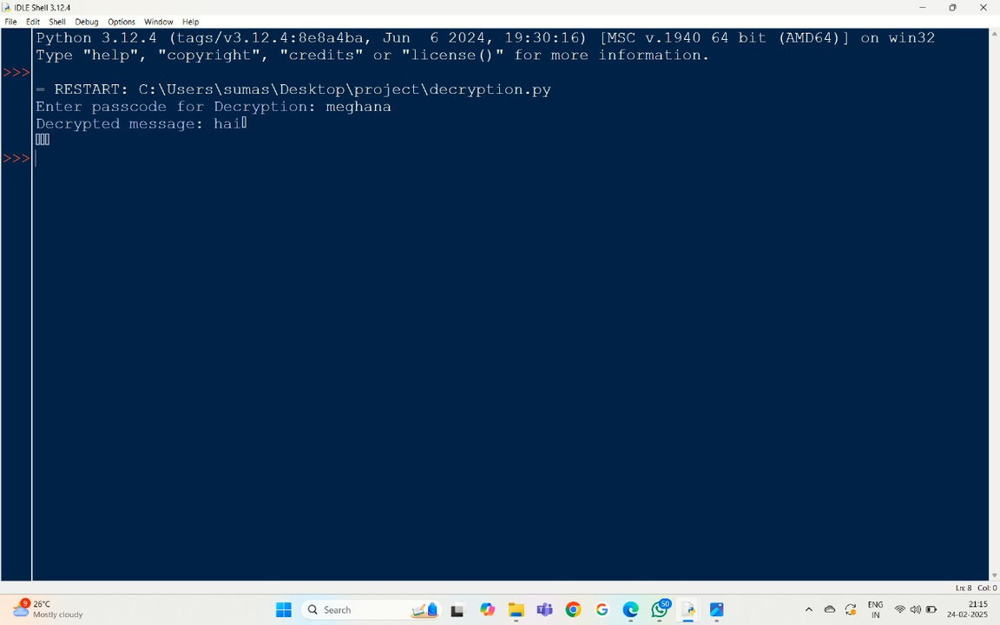 IDLE Shell 3.12.4
File Edit Shell Debug Options Window Help
Python 3.12.4 (tags/v3.12.4:8e8a4ba, Jun  6 2024, 19:30:16) [MSC v.1940 64 bit (AMD64)] on win32
Type "help", "copyright", "credits" or "license()" for more information.
>>>
= RESTART: C:\Users\sumas\Desktop\project\decryption.py
Enter passcode for Decryption: meghana
Decrypted message: hai▯
▯▯▯
>>>
Ln: 8 Col: 0
9
26°C
Mostly cloudy
Search
50
ENG
IN
21:15
24-02-2025